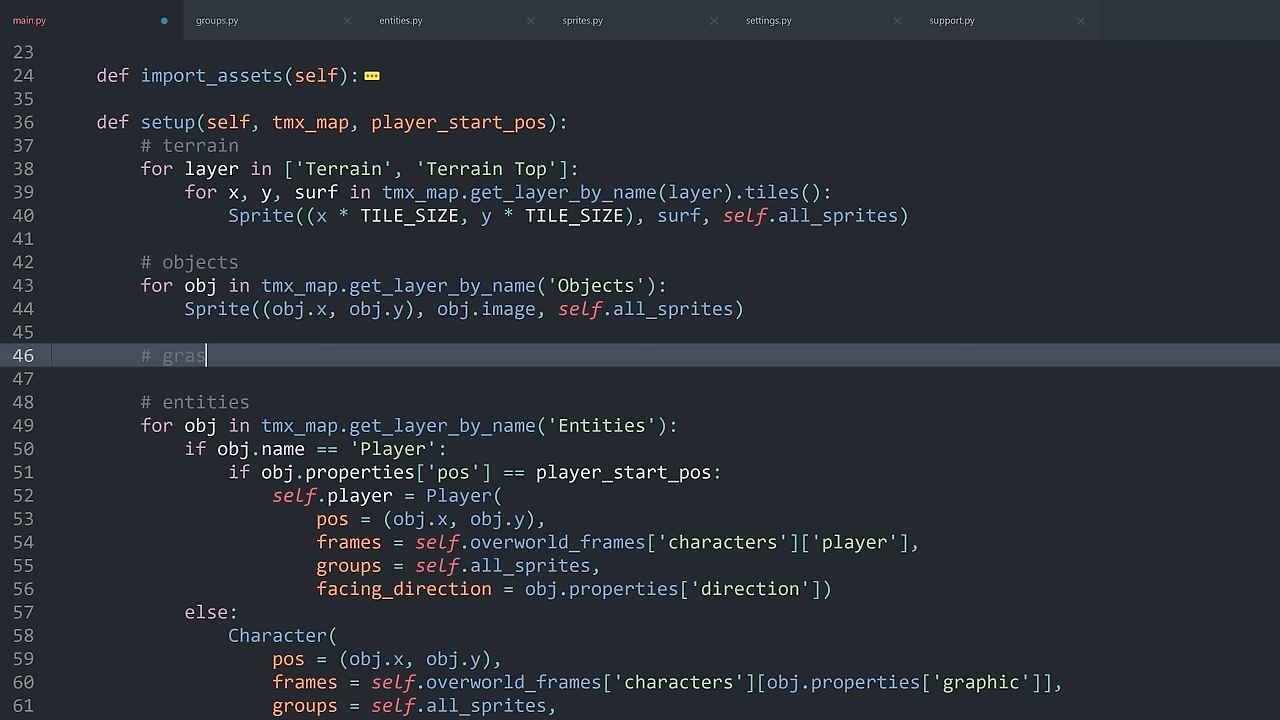 main.py groups.py entities.py sprites.py settings.py support.py
23
24 def import_assets(self):
35
36 def setup(self, tmx_map, player_start_pos):
37 # terrain
38 for layer in ['Terrain', 'Terrain Top']:
39 for x, y, surf in tmx_map.get_layer_by_name(layer).tiles():
40 Sprite((x * TILE_SIZE, y * TILE_SIZE), surf, self.all_sprites)
41
42 # objects
43 for obj in tmx_map.get_layer_by_name('Objects'):
44 Sprite((obj.x, obj.y), obj.image, self.all_sprites)
45
46 # gras
47
48 # entities
49 for obj in tmx_map.get_layer_by_name('Entities'):
50 if obj.name == 'Player':
51 if obj.properties['pos'] == player_start_pos:
52 self.player = Player(
53 pos = (obj.x, obj.y),
54 frames = self.overworld_frames['characters']['player'],
55 groups = self.all_sprites,
56 facing_direction = obj.properties['direction'])
57 else:
58 Character(
59 pos = (obj.x, obj.y),
60 frames = self.overworld_frames['characters'][obj.properties['graphic']],
61 groups = self.all_sprites,